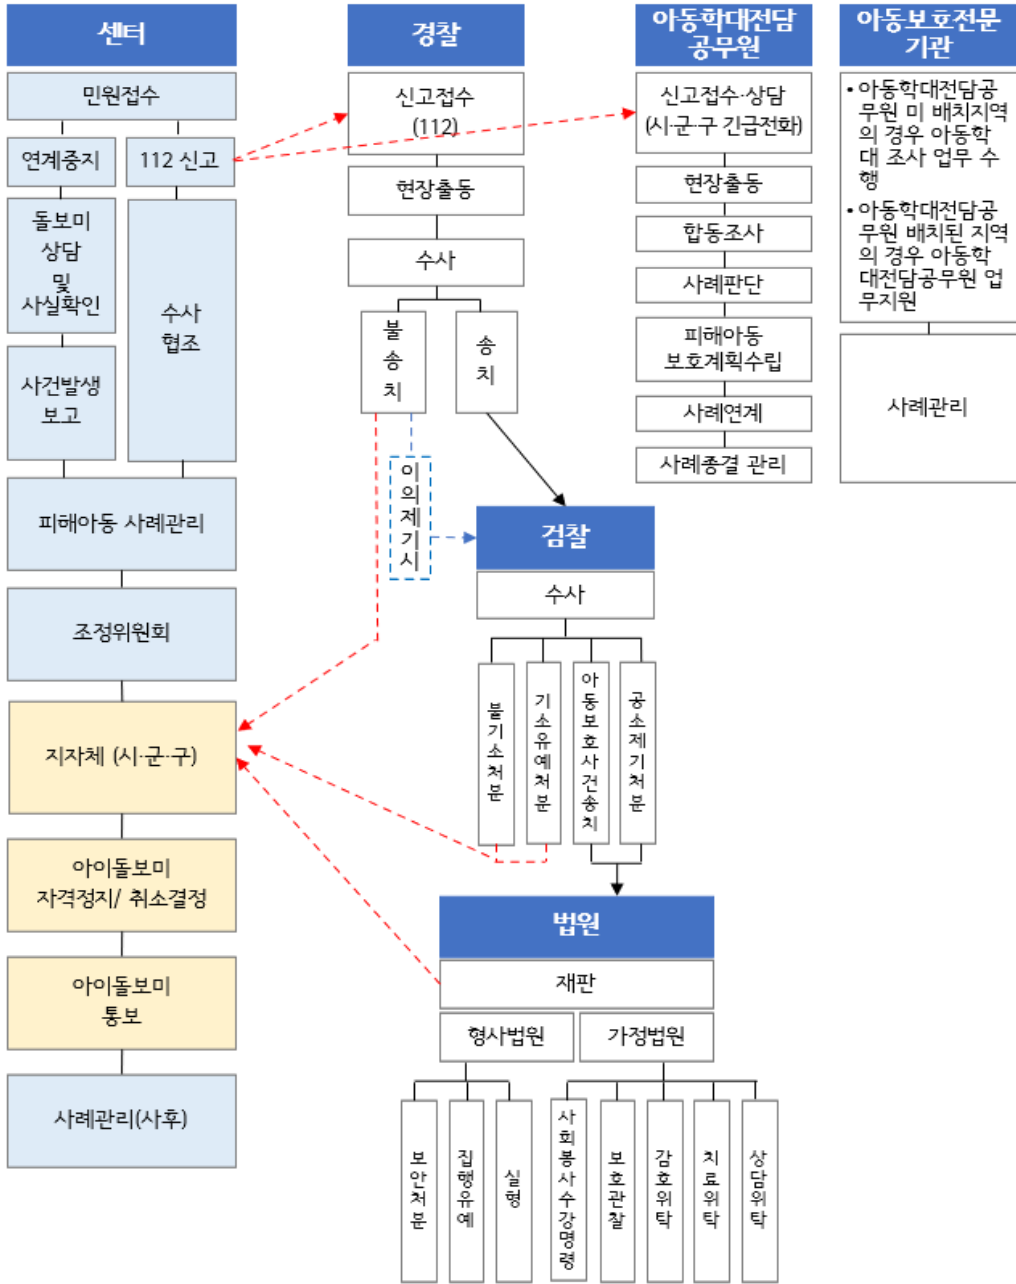 센터
민원접수
연계중지
112 신고
돌보미
상담
및
사실확인
수사
협조
사건발생
보고
피해아동 사례관리
조정위원회
지자체 (시·군·구)
아이돌보미
자격정지/ 취소결정
아이돌보미
통보
사례관리(사후)
경찰
신고접수
(112)
현장출동
수사
불송치
송치
이의제기시
아동학대전담
공무원
신고접수·상담
(시·군·구 긴급전화)
현장출동
합동조사
사례판단
피해아동
보호계획수립
사례연계
사례종결 관리
아동보호전문
기관
• 아동학대전담공
무원 미 배치지역
의 경우 아동학
대 조사 업무 수
행
• 아동학대전담공
무원 배치된 지역
의 경우 아동학
대전담공무원 업
무지원
사례관리
검찰
수사
불기소처분
기소유예처분
아동보호사건송치
공소제기처분
법원
재판
형사법원
가정법원
보안처분
집행유예
실형
사회봉사수강명령
보호관찰
감호위탁
치료위탁
상담위탁